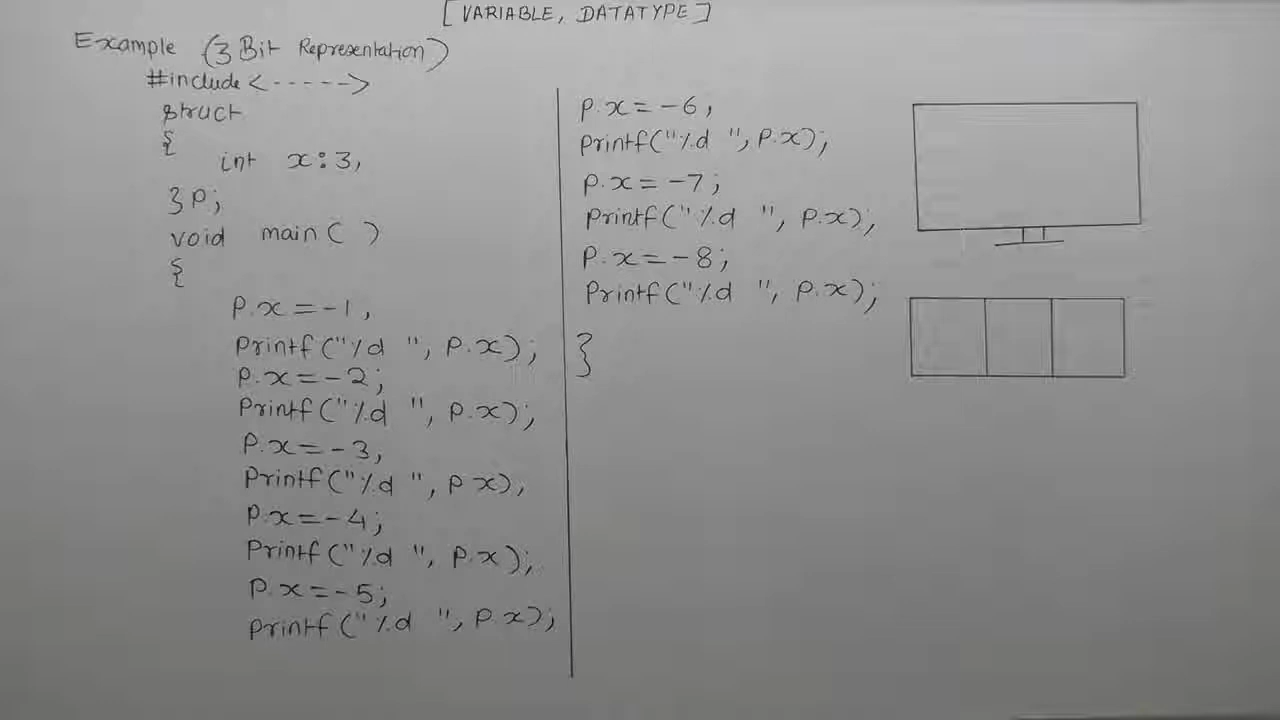 [VARIABLE, DATATYPE]
Example (3 Bit Representation)
#include<----->
struct
{
int x:3,
}p;
void main( )
{
p.x=-1,
printf("%d ", p.x);
p.x=-2;
printf("%d ", p.x);
p.x=-3,
printf("%d ", p x),
p.x=-4;
printf("%d ", p.x);
p.x=-5;
printf("%d ", p.x);
p.x=-6,
printf("%d ", p.x);
p.x=-7;
printf("%d ", p.x),
p.x=-8;
printf("%d ", p.x);
}